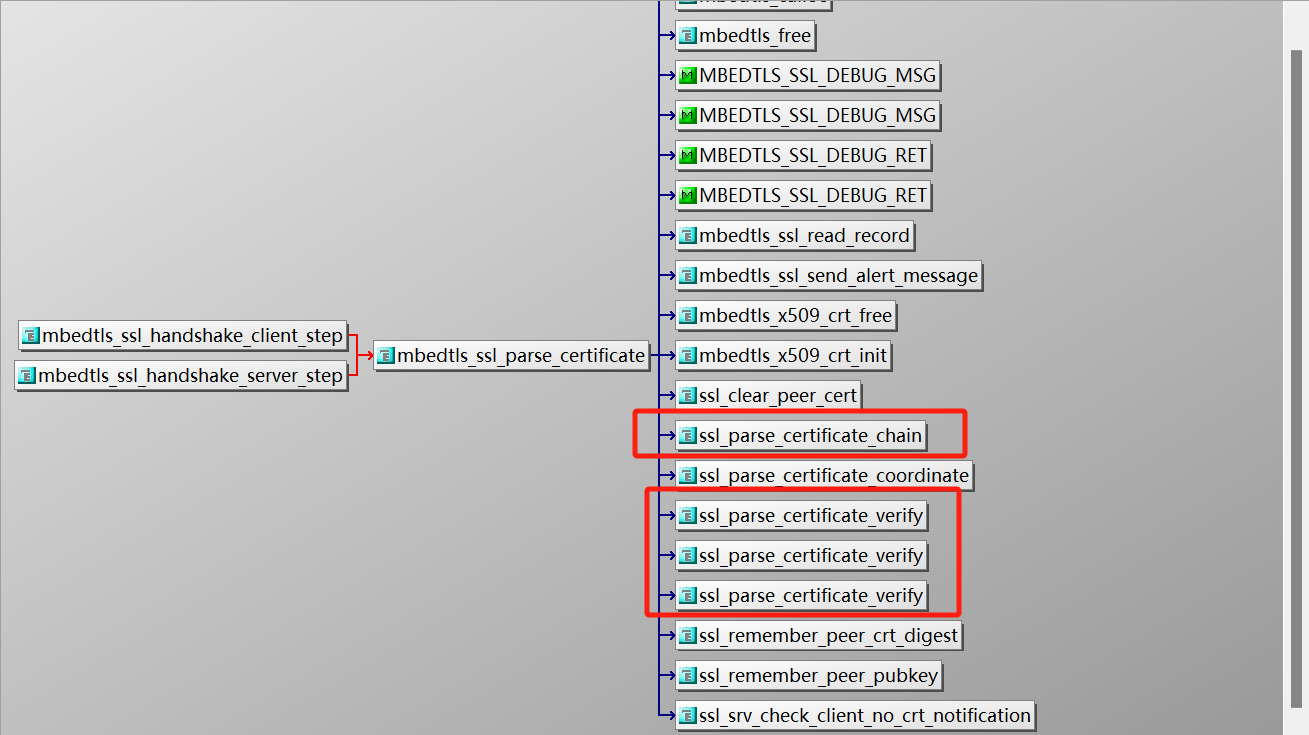 mbedtls_free
MBEDTLS_SSL_DEBUG_MSG
MBEDTLS_SSL_DEBUG_MSG
MBEDTLS_SSL_DEBUG_RET
MBEDTLS_SSL_DEBUG_RET
mbedtls_ssl_read_record
mbedtls_ssl_send_alert_message
mbedtls_x509_crt_free
mbedtls_ssl_handshake_client_step
mbedtls_ssl_handshake_server_step
mbedtls_ssl_parse_certificate
mbedtls_x509_crt_init
ssl_clear_peer_cert
ssl_parse_certificate_chain
ssl_parse_certificate_coordinate
ssl_parse_certificate_verify
ssl_parse_certificate_verify
ssl_parse_certificate_verify
ssl_remember_peer_crt_digest
ssl_remember_peer_pubkey
ssl_srv_check_client_no_crt_notification